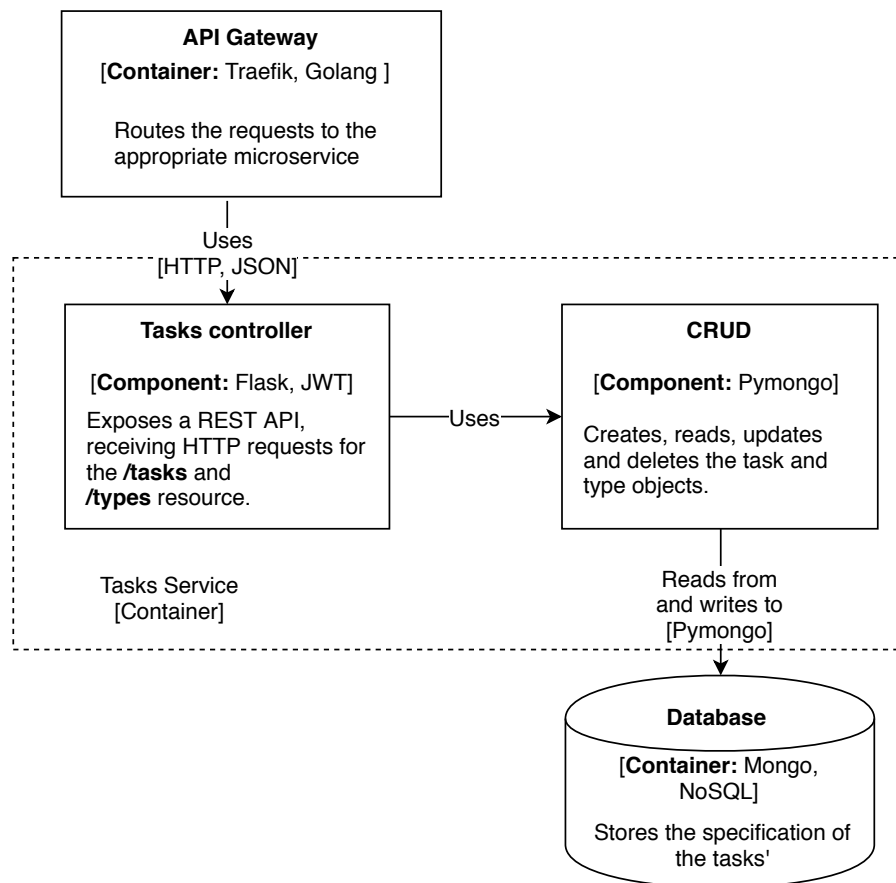 API Gateway
[Container: Traefik, Golang ]
Routes the requests to the
appropriate microservice
Uses
[HTTP, JSON]
Tasks controller
[Component: Flask, JWT]
Exposes a REST API,
receiving HTTP requests for
the /tasks and
/types resource.
Uses
CRUD
[Component: Pymongo]
Creates, reads, updates
and deletes the task and
type objects.
Tasks Service
[Container]
Reads from
and writes to
[Pymongo]
Database
[Container: Mongo,
NoSQL]
Stores the specification of
the tasks'